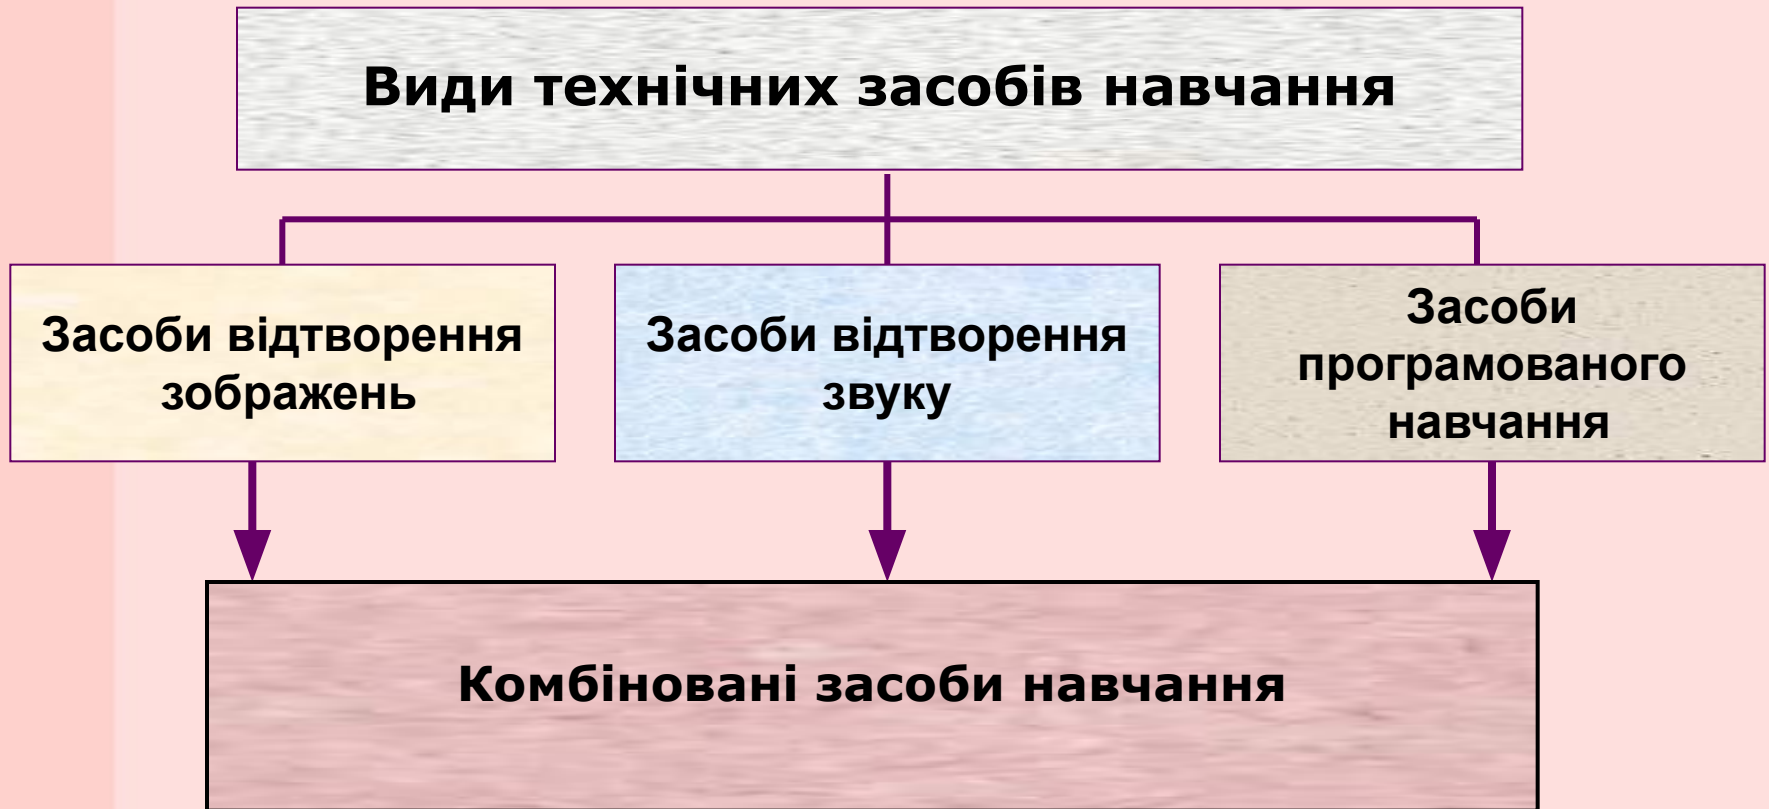 Види технічних засобів навчання
Засоби відтворення
зображень
Засоби відтворення
звуку
Засоби
програмованого
навчання
Комбіновані засоби навчання